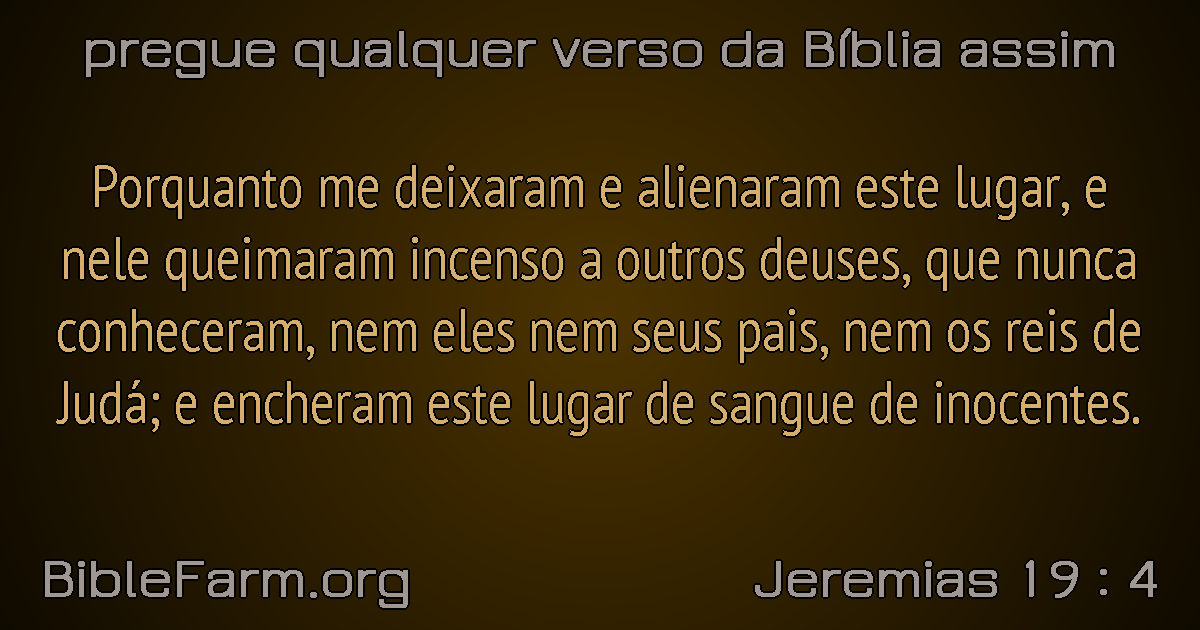 pregue qualquer verso da Bíblia assim
Porquanto me deixaram e alienaram este lugar, e
nele queimaram incenso a outros deuses, que nunca
conheceram, nem eles nem seus pais, nem os reis de
Judá; e encheram este lugar de sangue de inocentes.
BibleFarm.org
Jeremias 19 : 4